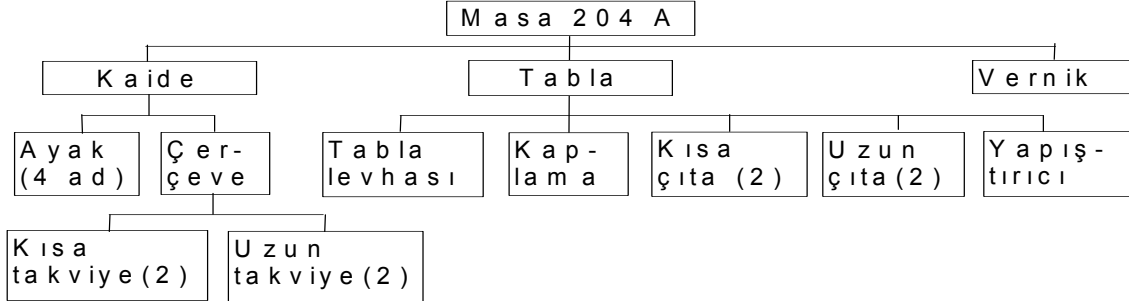 Masa 204 A
Kaide
Tabla
Vernik
Ayak
(4 ad)
Çer-
çeve
Tabla
levhası
Kap-
lama
Kısa
çıta (2)
Uzun
çıta(2)
Yapış-
tırıcı
Kısa
takviye(2)
Uzun
takviye(2)